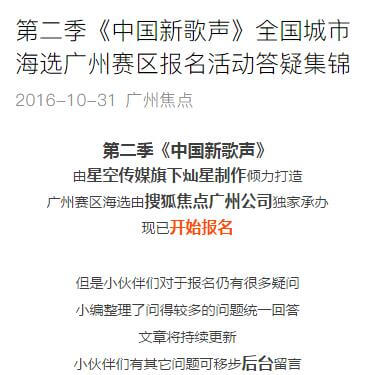 第二季《中国新歌声》全国城市
海选广州赛区报名活动答疑集锦
2016-10-31 广州焦点
第二季《中国新歌声》
由星空传媒旗下灿星制作倾力打造
广州赛区海选由搜狐焦点广州公司独家承办
现已开始报名
但是小伙伴们对于报名仍有很多疑问
小编整理了问得较多的问题统一回答
文章将持续更新
小伙伴们有其它问题可移步后台留言